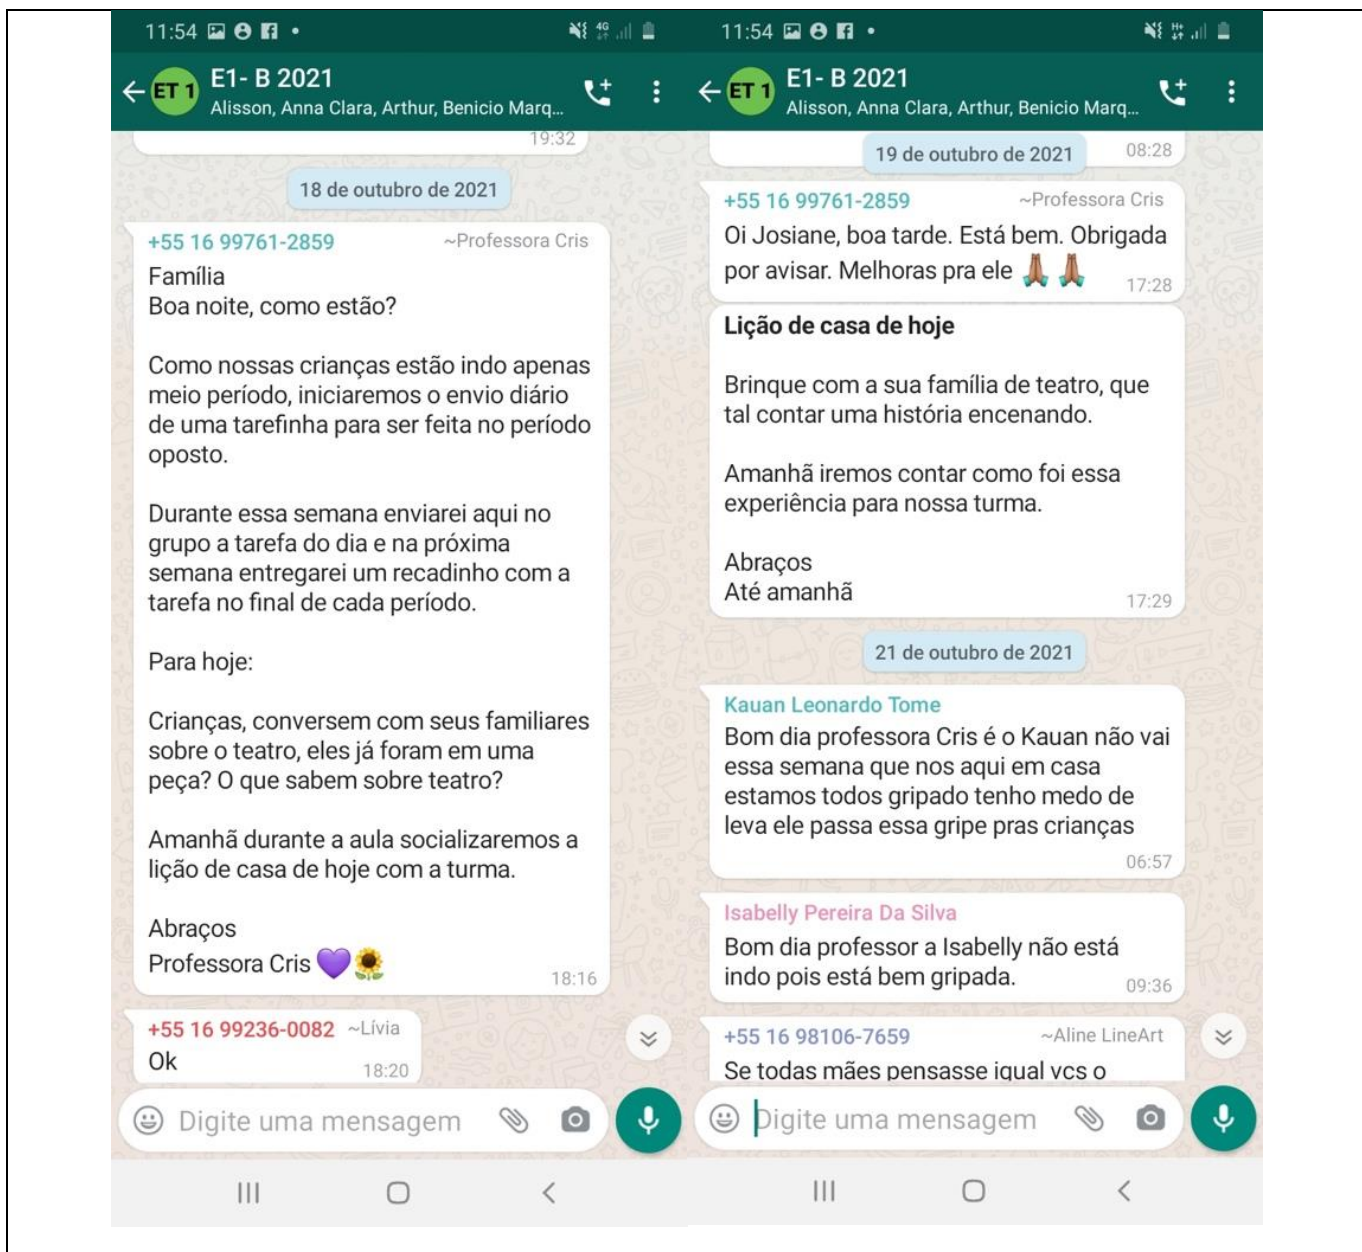 11:54
4G
E1- B 2021
ET 1
Alisson, Anna Clara, Arthur, Benicio Marq...
19:32
18 de outubro de 2021
+55 16 99761-2859 ~Professora Cris
Família
Boa noite, como estão?
Como nossas crianças estão indo apenas
meio período, iniciaremos o envio diário
de uma tarefinha para ser feita no período
oposto.
Durante essa semana enviarei aqui no
grupo a tarefa do dia e na próxima
semana entregarei um recadinho com a
tarefa no final de cada período.
Para hoje:
Crianças, conversem com seus familiares
sobre o teatro, eles já foram em uma
peça? O que sabem sobre teatro?
Amanhã durante a aula socializaremos a
lição de casa de hoje com a turma.
Abraços
Professora Cris 💜🌻
18:16
+55 16 99236-0082 ~Lívia
Ok
18:20
Digite uma mensagem
11:54
H+
E1- B 2021
ET 1
Alisson, Anna Clara, Arthur, Benicio Marq...
19 de outubro de 2021
08:28
+55 16 99761-2859 ~Professora Cris
Oi Josiane, boa tarde. Está bem. Obrigada
por avisar. Melhoras pra ele 🙏🏽 🙏🏽
17:28
Lição de casa de hoje
Brinque com a sua família de teatro, que
tal contar uma história encenando.
Amanhã iremos contar como foi essa
experiência para nossa turma.
Abraços
Até amanhã
17:29
21 de outubro de 2021
Kauan Leonardo Tome
Bom dia professora Cris é o Kauan não vai
essa semana que nos aqui em casa
estamos todos gripado tenho medo de
leva ele passa essa gripe pras crianças
06:57
Isabelly Pereira Da Silva
Bom dia professor a Isabelly não está
indo pois está bem gripada.
09:36
+55 16 98106-7659 ~Aline LineArt
Se todas mães pensasse igual vcs o
Digite uma mensagem